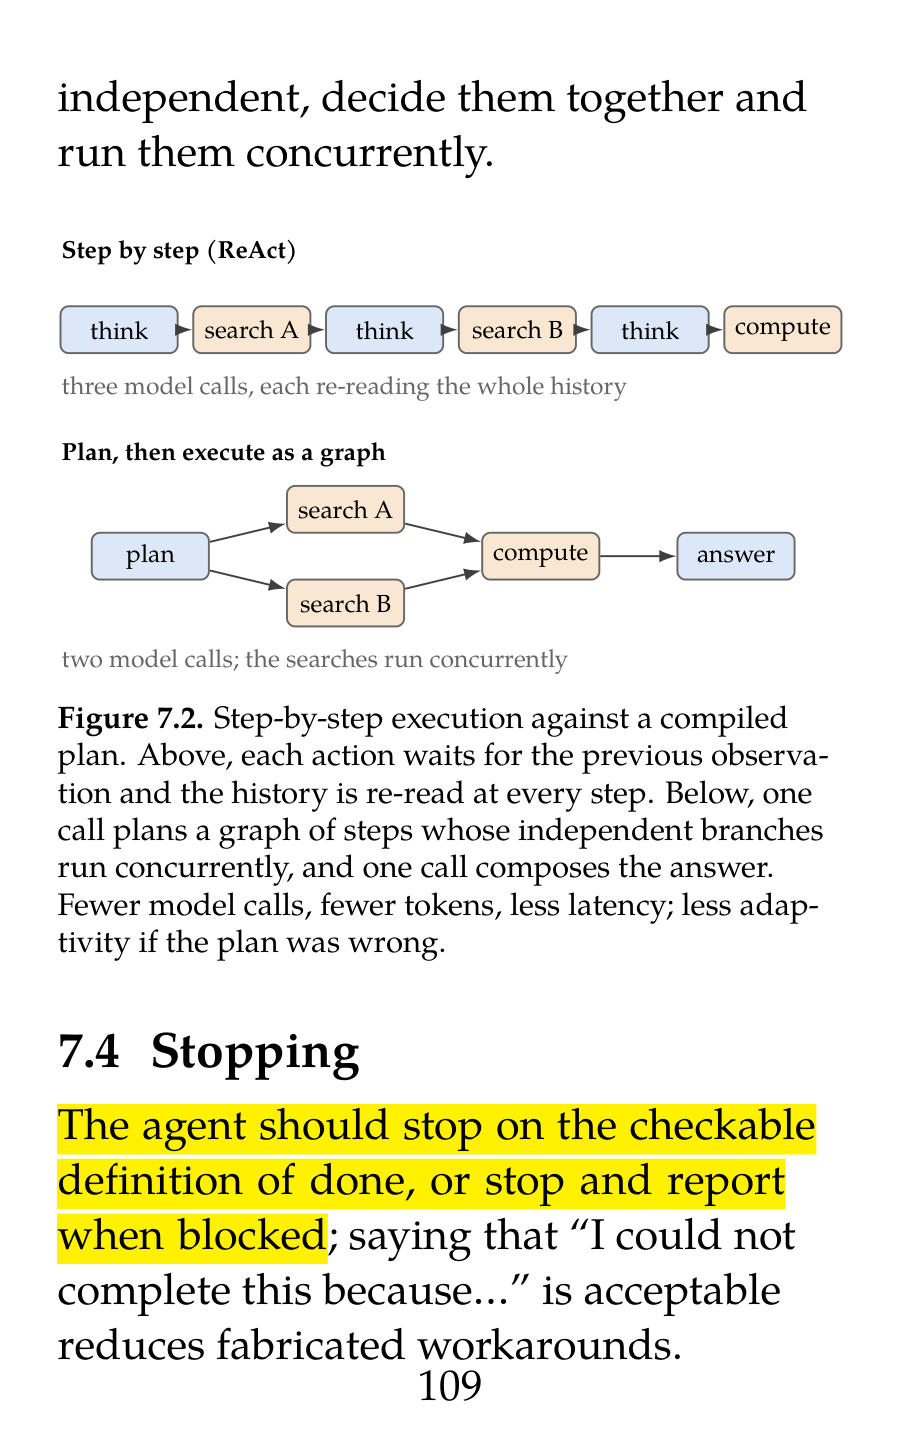 independent, decide them together and
run them concurrently.
Step by step (ReAct)
think search A think search B think compute
three model calls, each re-reading the whole history
Plan, then execute as a graph
search A
plan compute answer
search B
two model calls; the searches run concurrently
Figure 7.2. Step-by-step execution against a compiled
plan. Above, each action waits for the previous observa-
tion and the history is re-read at every step. Below, one
call plans a graph of steps whose independent branches
run concurrently, and one call composes the answer.
Fewer model calls, fewer tokens, less latency; less adap-
tivity if the plan was wrong.
7.4 Stopping
The agent should stop on the checkable
definition of done, or stop and report
when blocked; saying that “I could not
complete this because...” is acceptable
reduces fabricated workarounds.
109